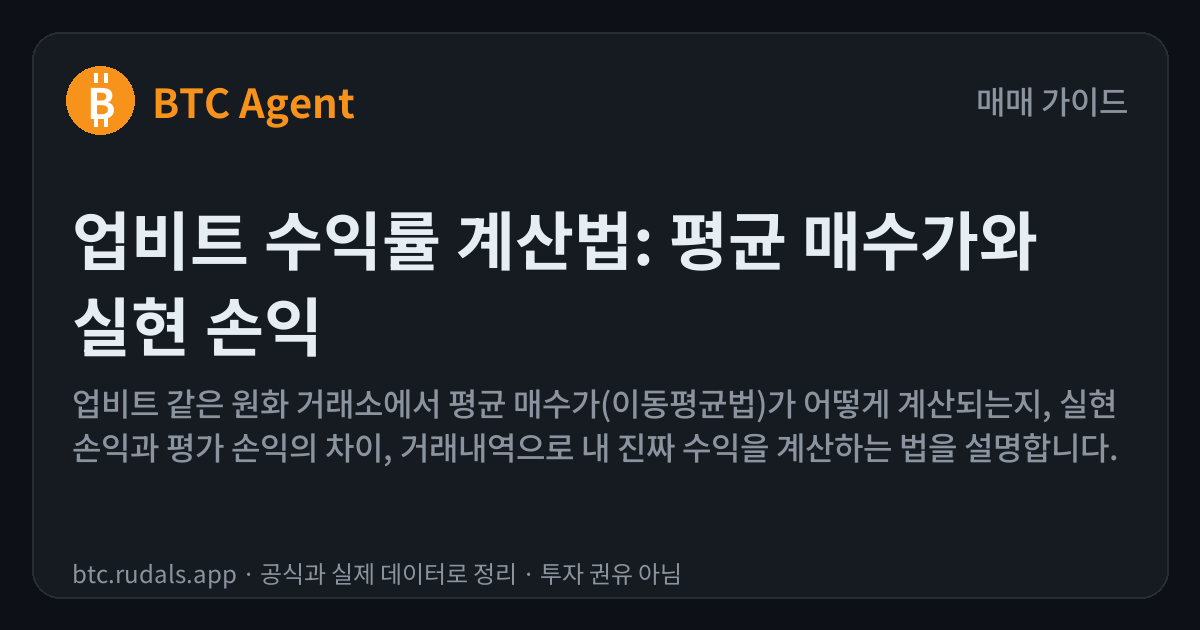 BTC Agent
매매 가이드
업비트 수익률 계산법: 평균 매수가와
실현 손익
업비트 같은 원화 거래소에서 평균 매수가(이동평균법)가 어떻게 계산되는지, 실현
손익과 평가 손익의 차이, 거래내역으로 내 진짜 수익을 계산하는 법을 설명합니다.
btc.rudals.app · 공식과 실제 데이터로 정리 · 투자 권유 아님